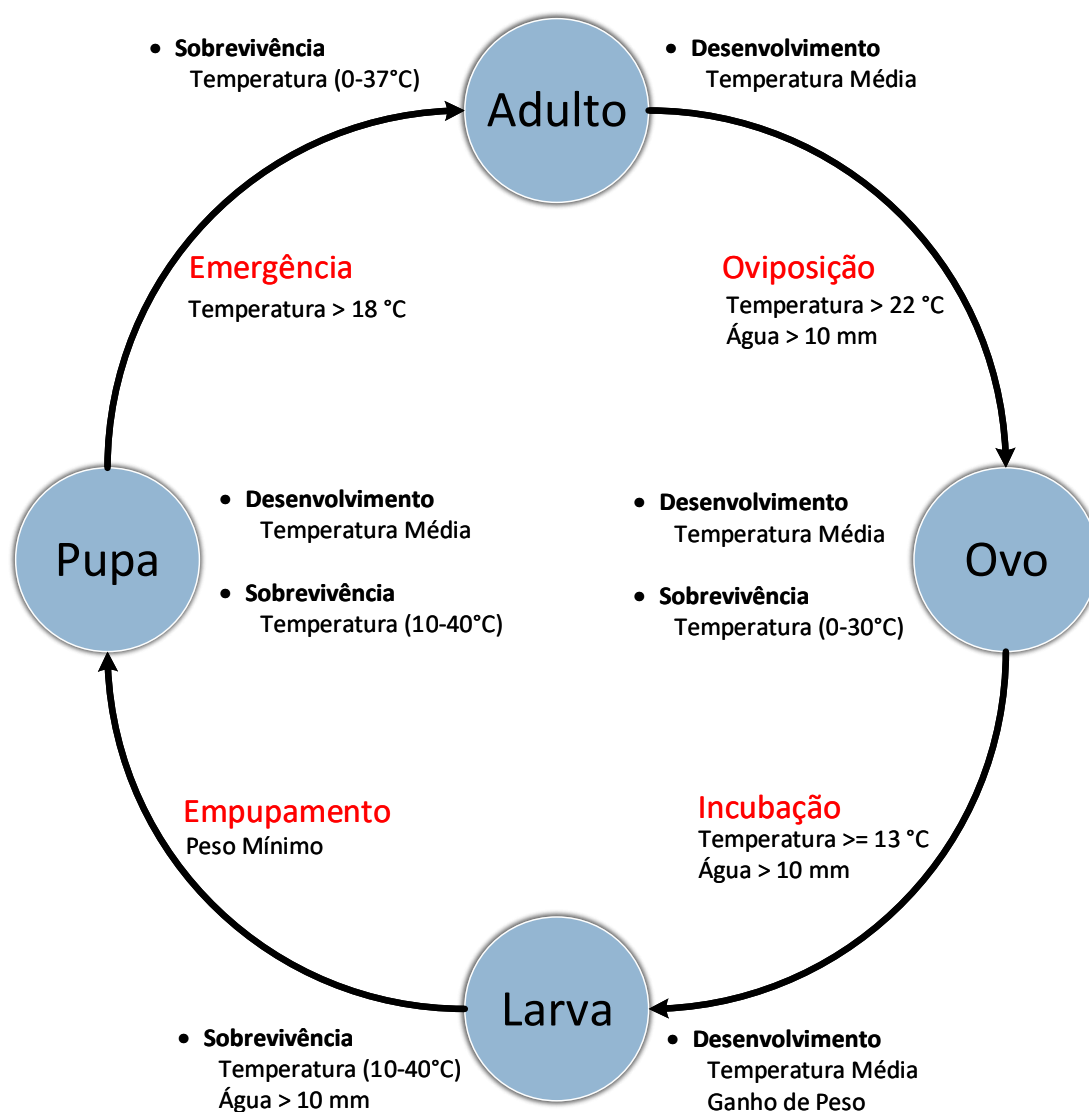 • Sobrevivência
Temperatura (0-37°C)
Adulto
• Desenvolvimento
Temperatura Média
Emergência
Temperatura > 18 °C
Oviposição
Temperatura > 22 °C
Água > 10 mm
Pupa
• Desenvolvimento
Temperatura Média
• Sobrevivência
Temperatura (10-40°C)
• Desenvolvimento
Temperatura Média
• Sobrevivência
Temperatura (0-30°C)
Ovo
Empupamento
Peso Mínimo
Incubação
Temperatura >= 13 °C
Água > 10 mm
Larva
• Sobrevivência
Temperatura (10-40°C)
Água > 10 mm
• Desenvolvimento
Temperatura Média
Ganho de Peso